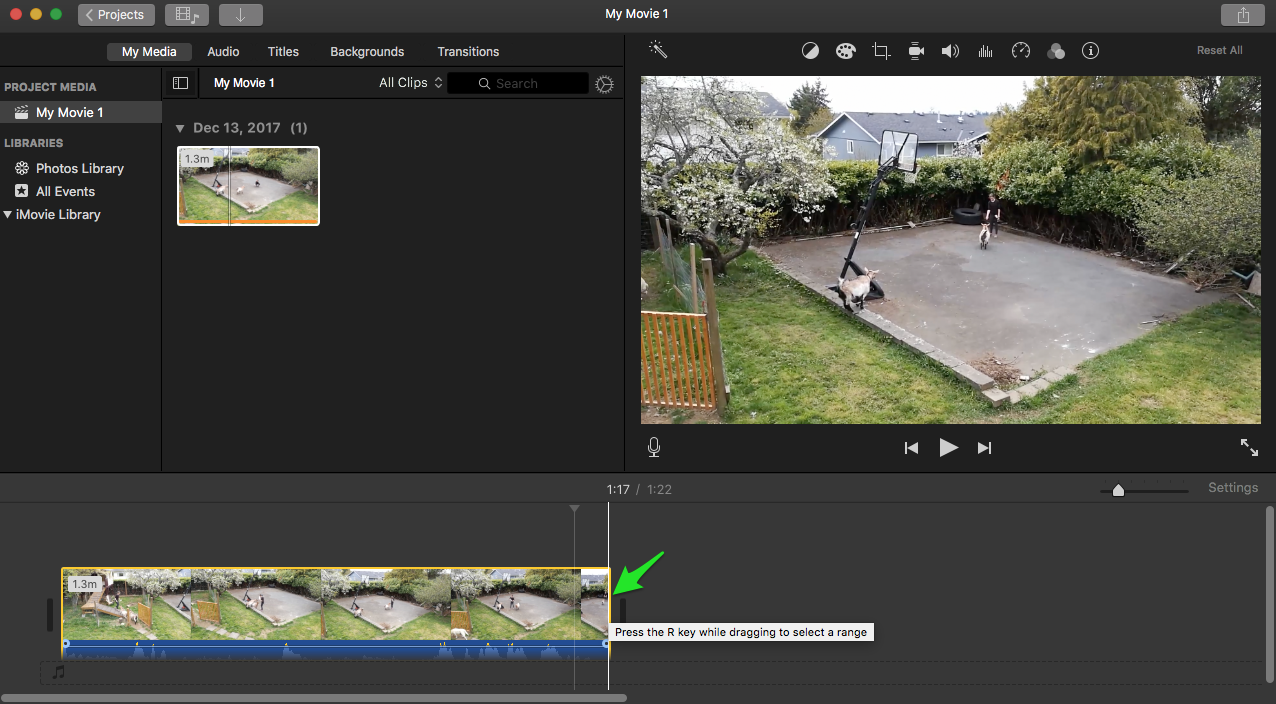 Projects
My Movie 1
My Media
Audio
Titles
Backgrounds
Transitions
Reset All
PROJECT MEDIA
My Movie 1
LIBRARIES
Photos Library
All Events
iMovie Library
My Movie 1
All Clips
Search
Dec 13, 2017 (1)
1.3m
1:17 / 1:22
Settings
1.3m
Press the R key while dragging to select a range